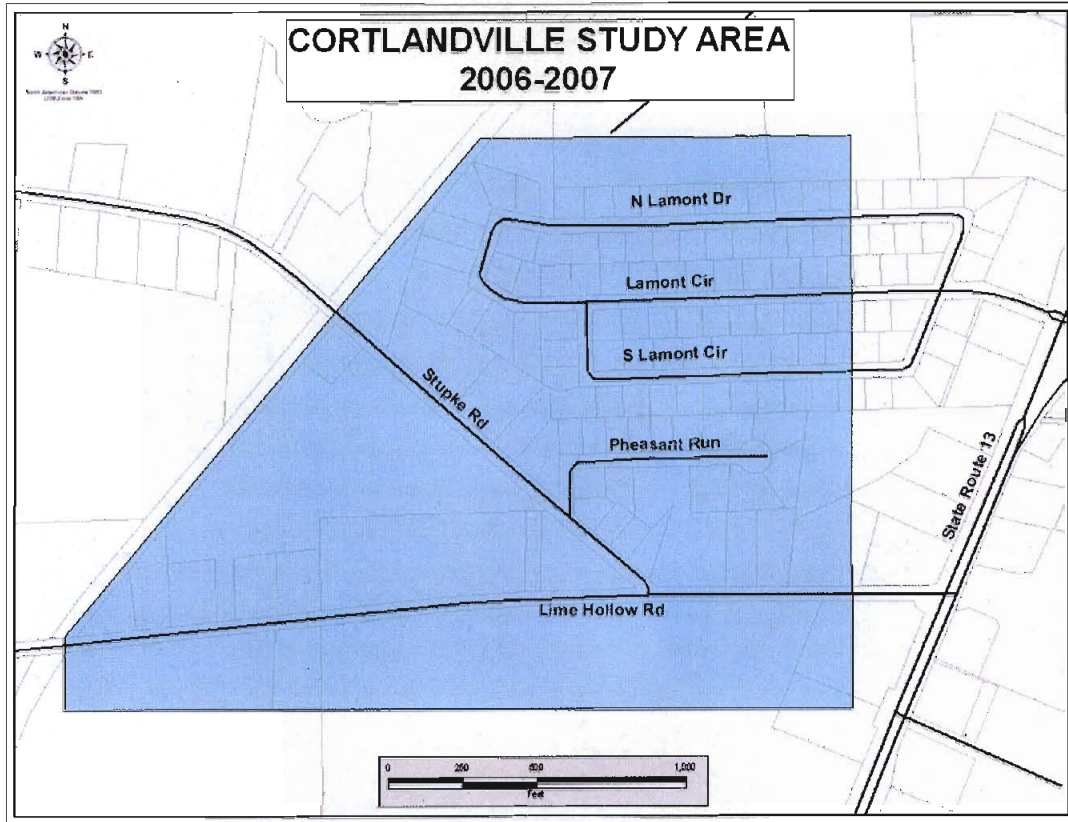 CORTLANDVILLE STUDY AREA
2006-2007
N
W E
S
N Lamont Dr
Lamont Cir
S Lamont Cir
Stupke Rd
Pheasant Run
State Route 13
Lime Hollow Rd
0 250 500 1,000
Feet